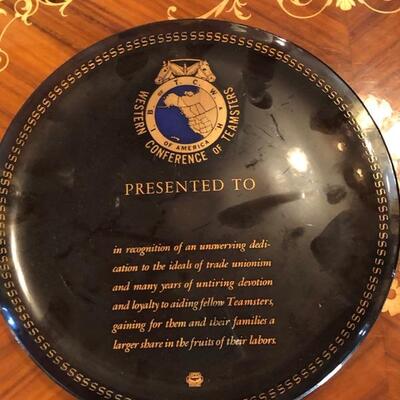 I B of T C W H
OF AMERICA
WESTERN CONFERENCE OF TEAMSTERS
PRESENTED TO
in recognition of an unswerving dedi-
cation to the ideals of trade unionism
and many years of untiring devotion
and loyalty to aiding fellow Teamsters,
gaining for them and their families a
larger share in the fruits of their labors.